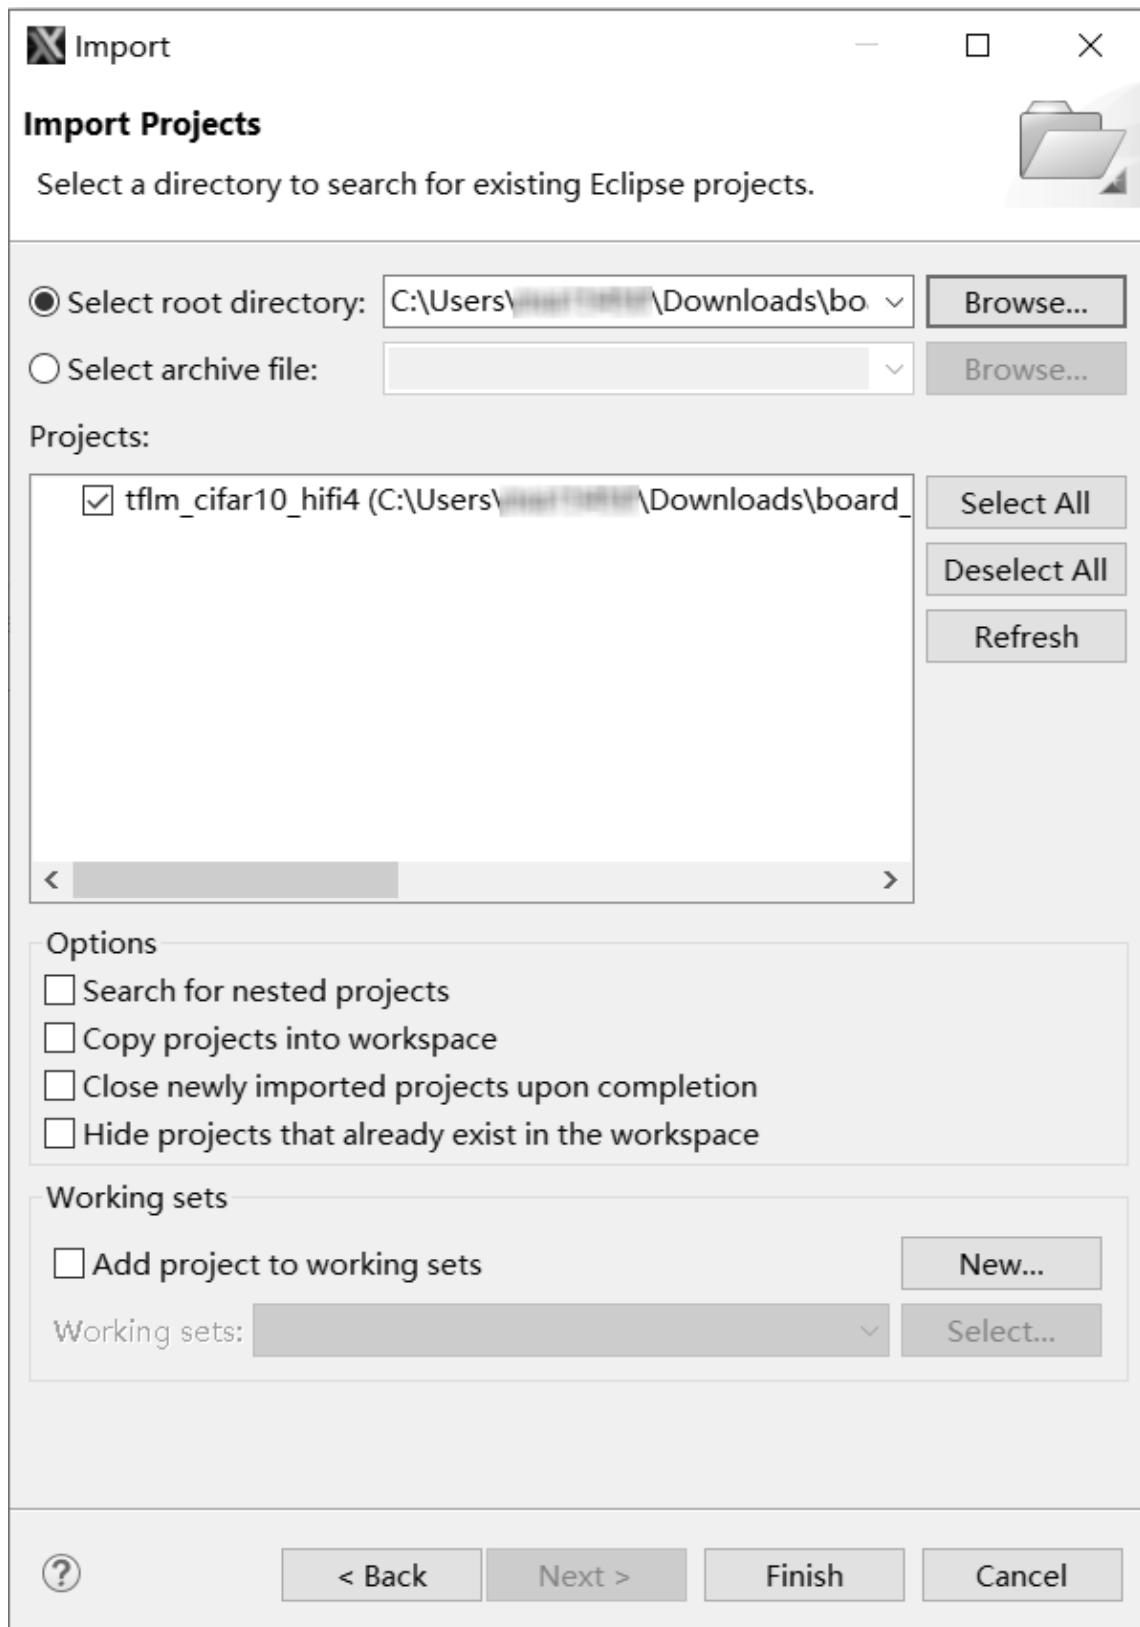 Import
Import Projects
Select a directory to search for existing Eclipse projects.
Select root directory: C:\Users\ \Downloads\bo Browse...
Select archive file: Browse...
Projects:
tflm_cifar10_hifi4 (C:\Users\ \Downloads\board_ Select All
Deselect All
Refresh
Options
Search for nested projects
Copy projects into workspace
Close newly imported projects upon completion
Hide projects that already exist in the workspace
Working sets
Add project to working sets New...
Working sets: Select...
? < Back Next > Finish Cancel